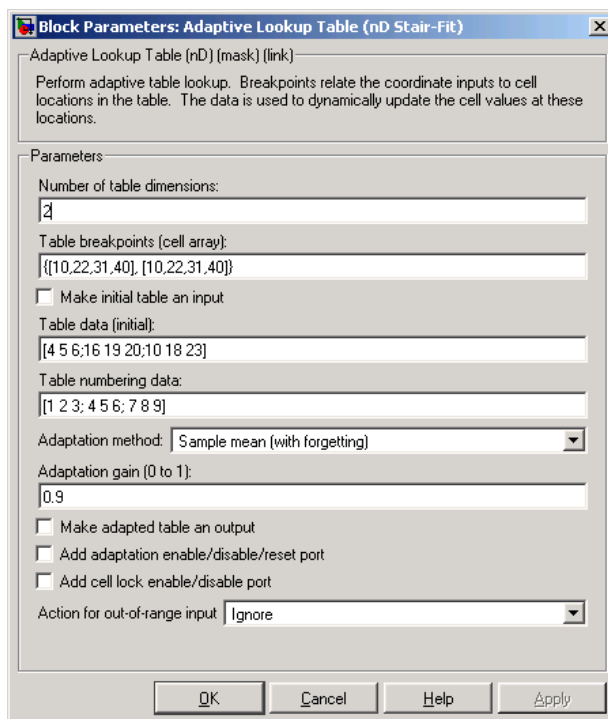 Block Parameters: Adaptive Lookup Table (nD Stair-Fit)
Adaptive Lookup Table (nD) (mask) (link)
Perform adaptive table lookup. Breakpoints relate the coordinate inputs to cell
locations in the table. The data is used to dynamically update the cell values at these
locations.
Parameters
Number of table dimensions:
2
Table breakpoints (cell array):
{[10,22,31,40], [10,22,31,40]}
Make initial table an input
Table data (initial):
[4 5 6;16 19 20;10 18 23]
Table numbering data:
[1 2 3; 4 5 6; 7 8 9]
Adaptation method: Sample mean (with forgetting)
Adaptation gain (0 to 1):
0.9
Make adapted table an output
Add adaptation enable/disable/reset port
Add cell lock enable/disable port
Action for out-of-range input Ignore
OK Cancel Help Apply